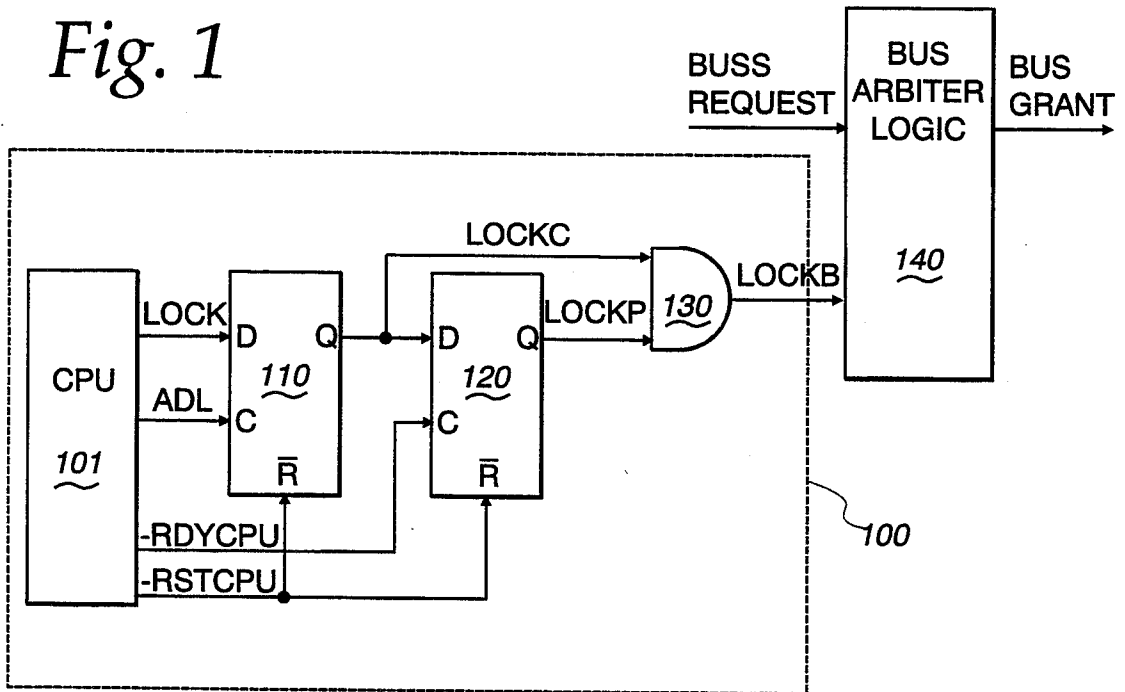 Fig. 1
BUSS
REQUEST
BUS
ARBITER
LOGIC
140
BUS
GRANT
LOCKC
LOCKB
130
LOCKP
CPU
101
LOCK
ADL
-RDYCPU
-RSTCPU
D
Q
110
C
R̅
D
Q
120
C
R̅
100